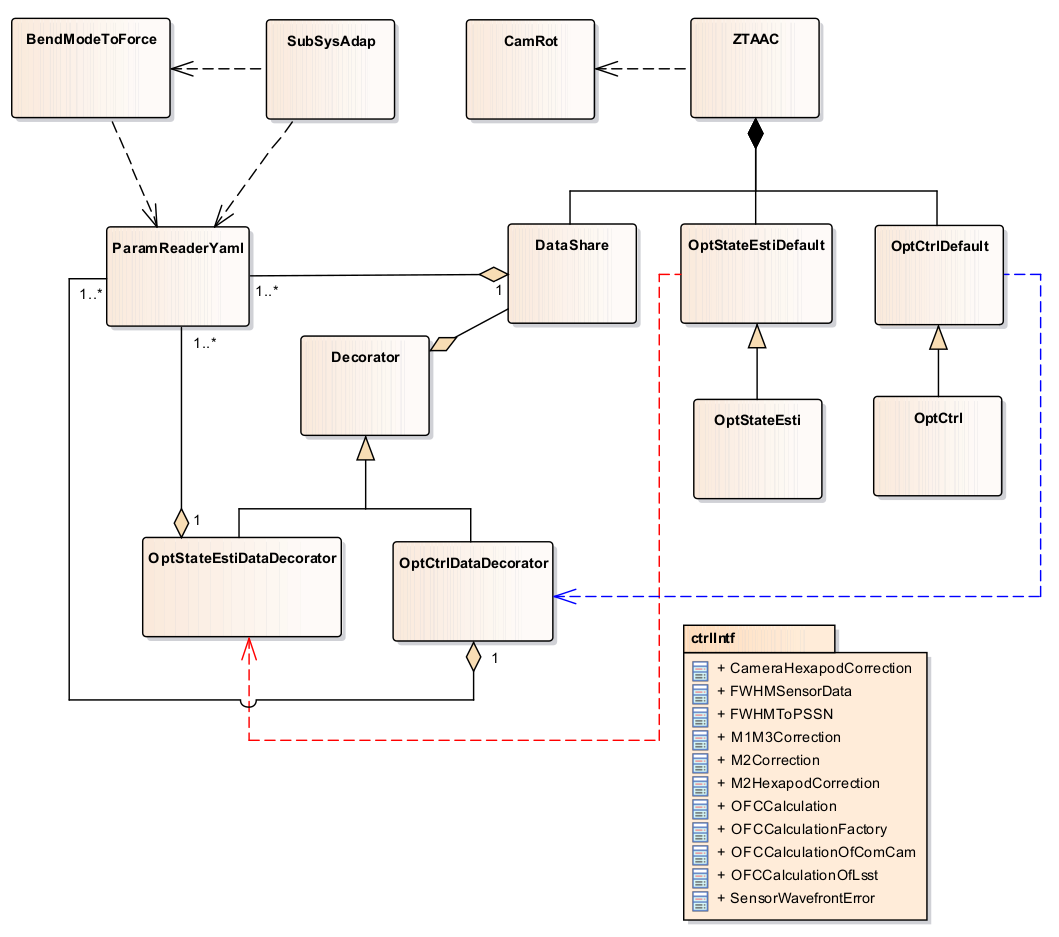 BendModeToForce
SubSysAdap
CamRot
ZTAAC
ParamReaderYaml
DataShare
OptStateEstiDefault
OptCtrlDefault
1..*
1..*
1
1..*
Decorator
OptStateEsti
OptCtrl
1
OptStateEstiDataDecorator
OptCtrlDataDecorator
1
ctrlIntf
+ CameraHexapodCorrection
+ FWHMSensorData
+ FWHMToPSSN
+ M1M3Correction
+ M2Correction
+ M2HexapodCorrection
+ OFCCalculation
+ OFCCalculationFactory
+ OFCCalculationOfComCam
+ OFCCalculationOfLsst
+ SensorWavefrontError